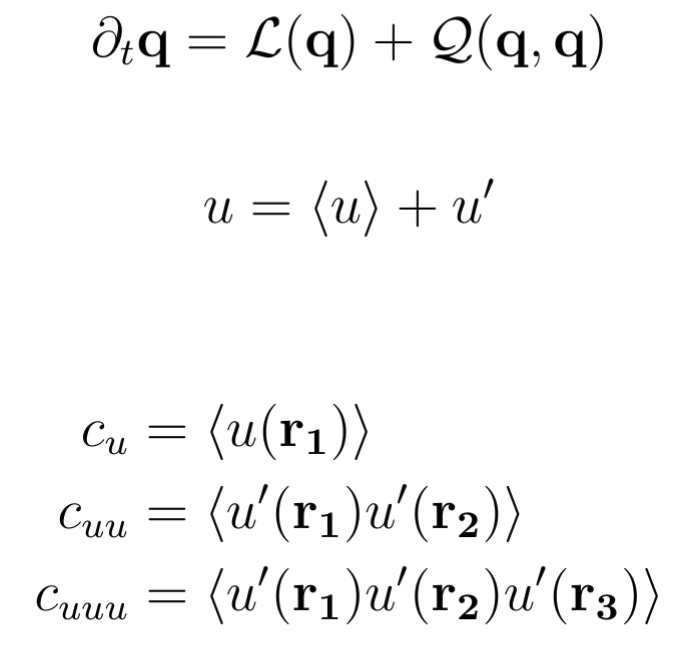 ∂ₜ𝐪 = ℒ(𝐪) + 𝒬(𝐪, 𝐪)
u = ⟨u⟩ + u′
c_u = ⟨u(𝐫₁)⟩
c_uu = ⟨u′(𝐫₁)u′(𝐫₂)⟩
c_uuu = ⟨u′(𝐫₁)u′(𝐫₂)u′(𝐫₃)⟩